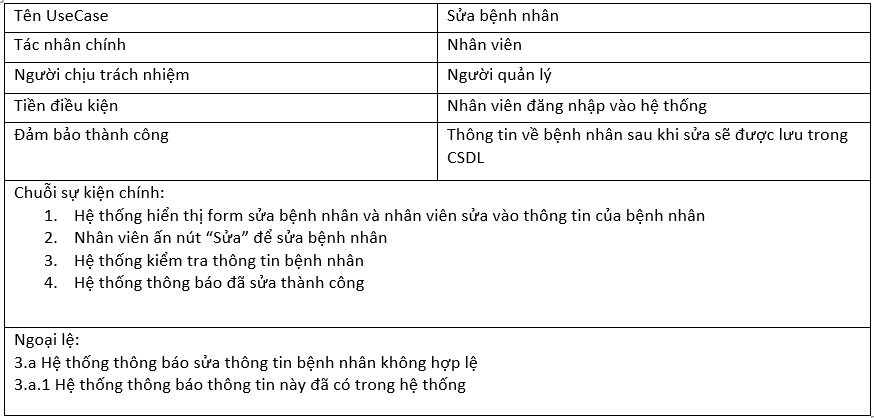 Tên UseCase
Sửa bệnh nhân
Tác nhân chính
Nhân viên
Người chịu trách nhiệm
Người quản lý
Tiền điều kiện
Nhân viên đăng nhập vào hệ thống
Đảm bảo thành công
Thông tin về bệnh nhân sau khi sửa sẽ được lưu trong
CSDL
Chuỗi sự kiện chính:
1. Hệ thống hiển thị form sửa bệnh nhân và nhân viên sửa vào thông tin của bệnh nhân
2. Nhân viên ấn nút “Sửa” để sửa bệnh nhân
3. Hệ thống kiểm tra thông tin bệnh nhân
4. Hệ thống thông báo đã sửa thành công
Ngoại lệ:
3.a Hệ thống thông báo sửa thông tin bệnh nhân không hợp lệ
3.a.1 Hệ thống thông báo thông tin này đã có trong hệ thống